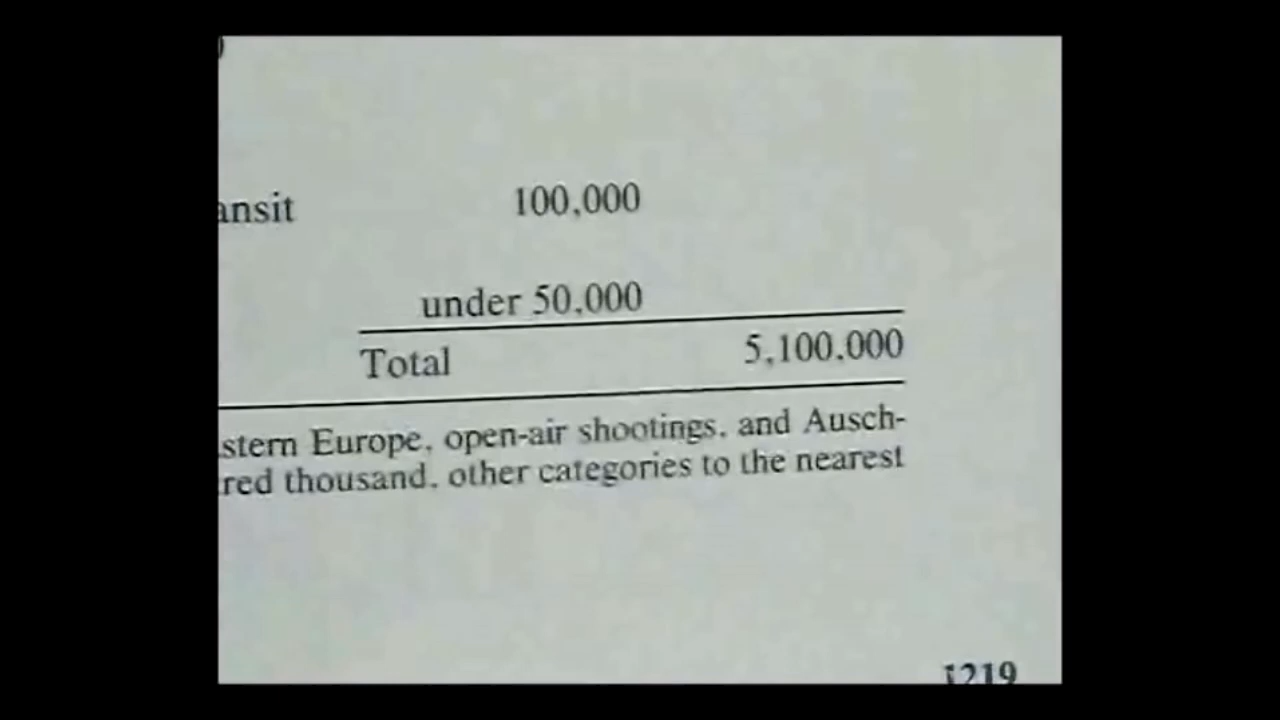 ansit 100,000
under 50,000
Total 5,100,000
stern Europe, open-air shootings, and Ausch-
red thousand, other categories to the nearest
1219